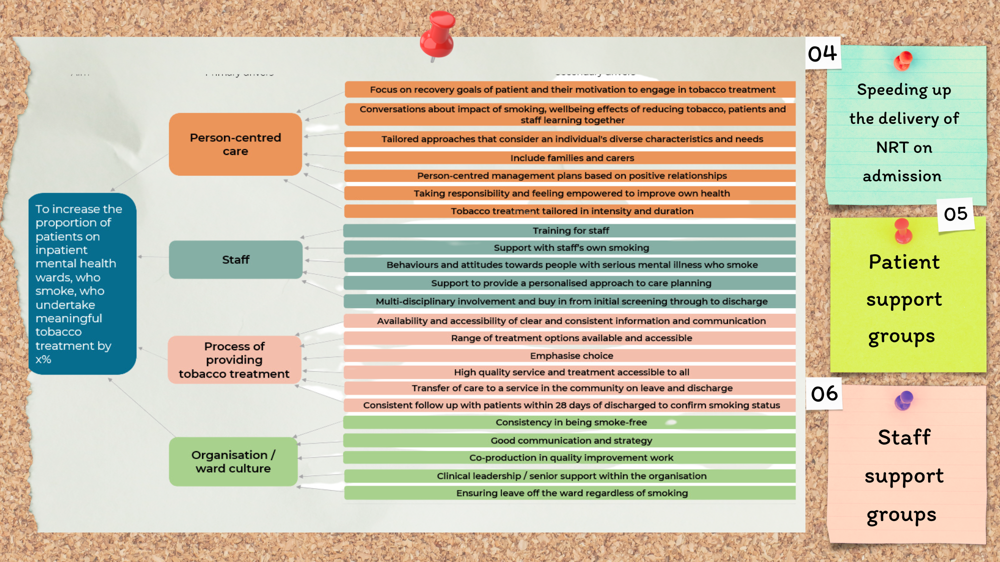 Aim
Primary drivers
Secondary drivers
To increase the
proportion of
patients on
inpatient
mental health
wards, who
smoke, who
undertake
meaningful
tobacco
treatment by
x%
Person-centred
care
Focus on recovery goals of patient and their motivation to engage in tobacco treatment
Conversations about impact of smoking, wellbeing effects of reducing tobacco, patients and
staff learning together
Tailored approaches that consider an individual's diverse characteristics and needs
Include families and carers
Person-centred management plans based on positive relationships
Taking responsibility and feeling empowered to improve own health
Tobacco treatment tailored in intensity and duration
Staff
Training for staff
Support with staff's own smoking
Behaviours and attitudes towards people with serious mental illness who smoke
Support to provide a personalised approach to care planning
Multi-disciplinary involvement and buy in from initial screening through to discharge
Process of
providing
tobacco treatment
Availability and accessibility of clear and consistent information and communication
Range of treatment options available and accessible
Emphasise choice
High quality service and treatment accessible to all
Transfer of care to a service in the community on leave and discharge
Consistent follow up with patients within 28 days of discharged to confirm smoking status
Organisation /
ward culture
Consistency in being smoke-free
Good communication and strategy
Co-production in quality improvement work
Clinical leadership / senior support within the organisation
Ensuring leave off the ward regardless of smoking
04
Speeding up
the delivery of
NRT on
admission
05
Patient
support
groups
06
Staff
support
groups